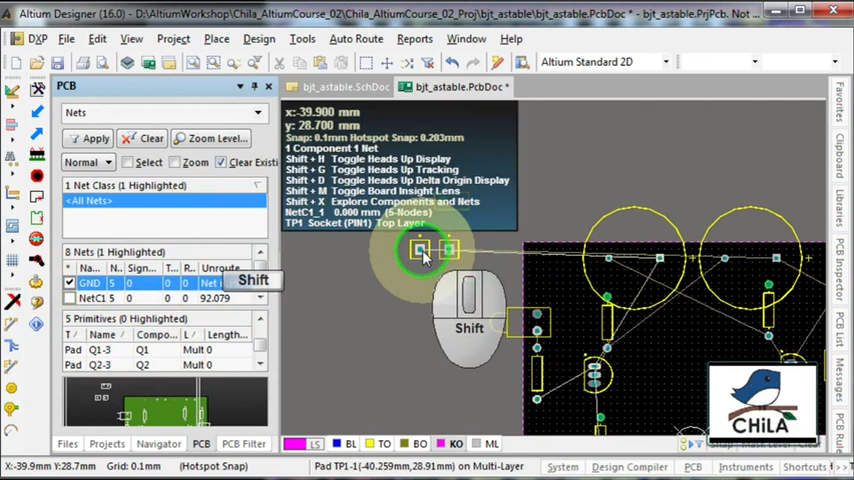 Altium Designer (16.0) - D:\AltiumWorkshop\Chila_AltiumCourse_02\Chila_AltiumCourse_02_Proj\bjt_astable\bjt_astable.PcbDoc * - bjt_astable.PrjPcb. Not ...
DXP File Edit View Project Place Design Tools Auto Route Reports Window Help
Altium Standard 2D
PCB
bjt_astable.SchDoc
bjt_astable.PcbDoc *
Nets
Apply Clear Zoom Level...
Normal Select Zoom Clear Existi
1 Net Class (1 Highlighted)
<All Nets>
8 Nets (1 Highlighted)
* Na... N.. Sign... T.. R.. Unroute
GND 5 0 0 0 Net i
NetC1 5 0 0 0 92.079
5 Primitives (0 Highlighted)
T Name Compo... L Length...
Pad Q1-3 Q1 Mult 0
Pad Q2-3 Q2 Mult 0
Files Projects Navigator PCB PCB Filter
x:-39.900 mm
y: 28.700 mm
Snap: 0.1mm Hotspot Snap: 0.203mm
1 Component 1 Net
Shift + H Toggle Heads Up Display
Shift + G Toggle Heads Up Tracking
Shift + D Toggle Heads Up Delta Origin Display
Shift + M Toggle Board Insight Lens
Shift + X Explore Components and Nets
NetC1_1 0.000 mm (5-Nodes)
TP1 Socket (PIN1) Top Layer
Shift
Shift
CHiLA
LS BL TO BO KO ML
Mask Level Clear
Favorites
Clipboard
PCB Inspector
PCB List
Messages
X:-39.9mm Y:28.7mm Grid: 0.1mm (Hotspot Snap) Pad TP1-1(-40.259mm,28.91mm) on Multi-Layer System Design Compiler PCB Instruments Shortcuts >>